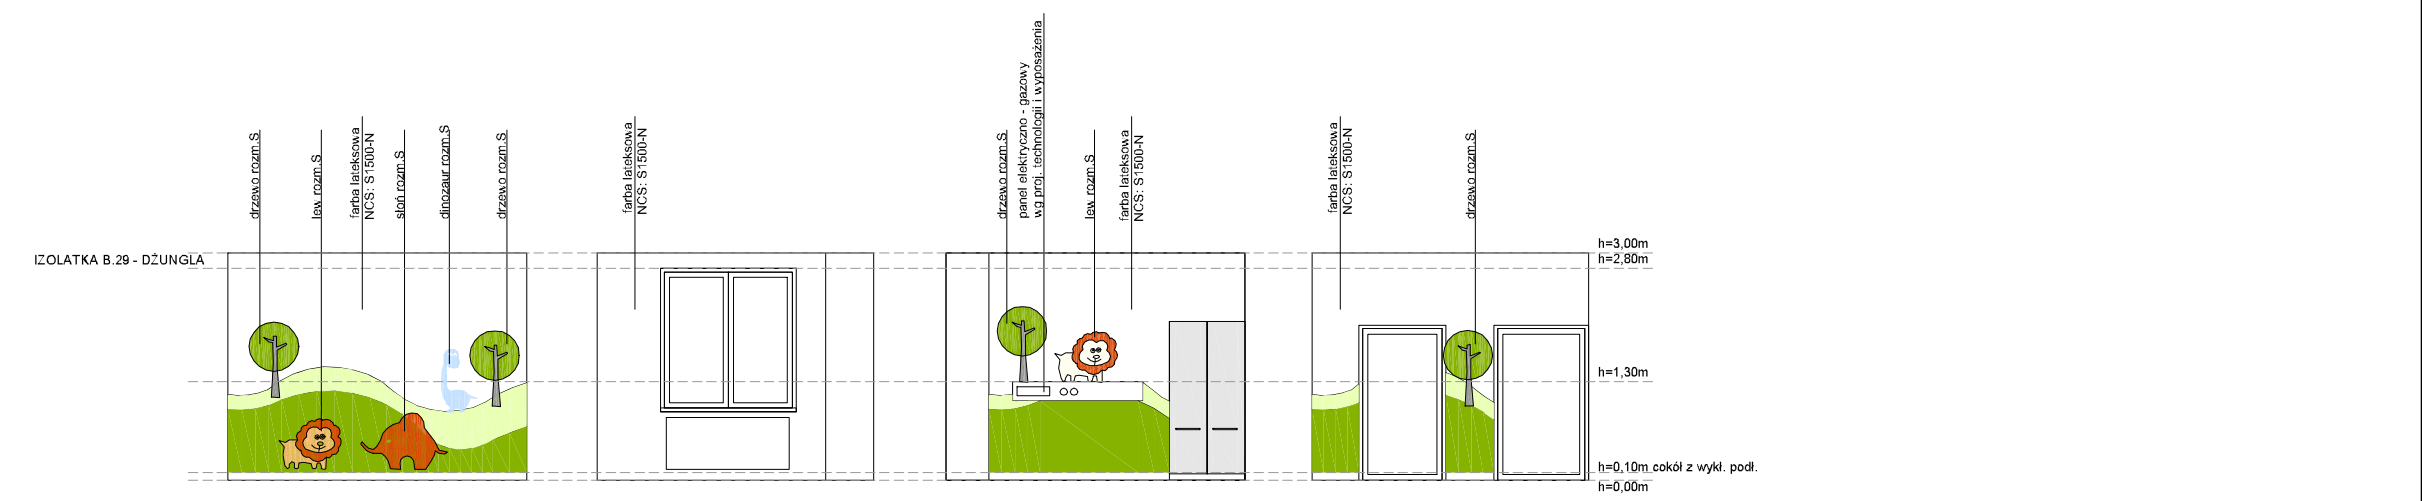 drzewo rozm.S
lew rozm.S
farba lateksowa
NCS: S1500-N
słoń rozm.S
dinozaur rozm.S
drzewo rozm.S
farba lateksowa
NCS: S1500-N
drzewo rozm.S
panel elektryczno - gazowy
wg proj. technologii i wyposażenia
lew rozm.S
farba lateksowa
NCS: S1500-N
farba lateksowa
NCS: S1500-N
drzewo rozm.S
IZOLATKA B.29 - DŻUNGLA
h=3,00m
h=2,80m
h=1,30m
h=0,10m cokół z wykł. podł.
h=0,00m